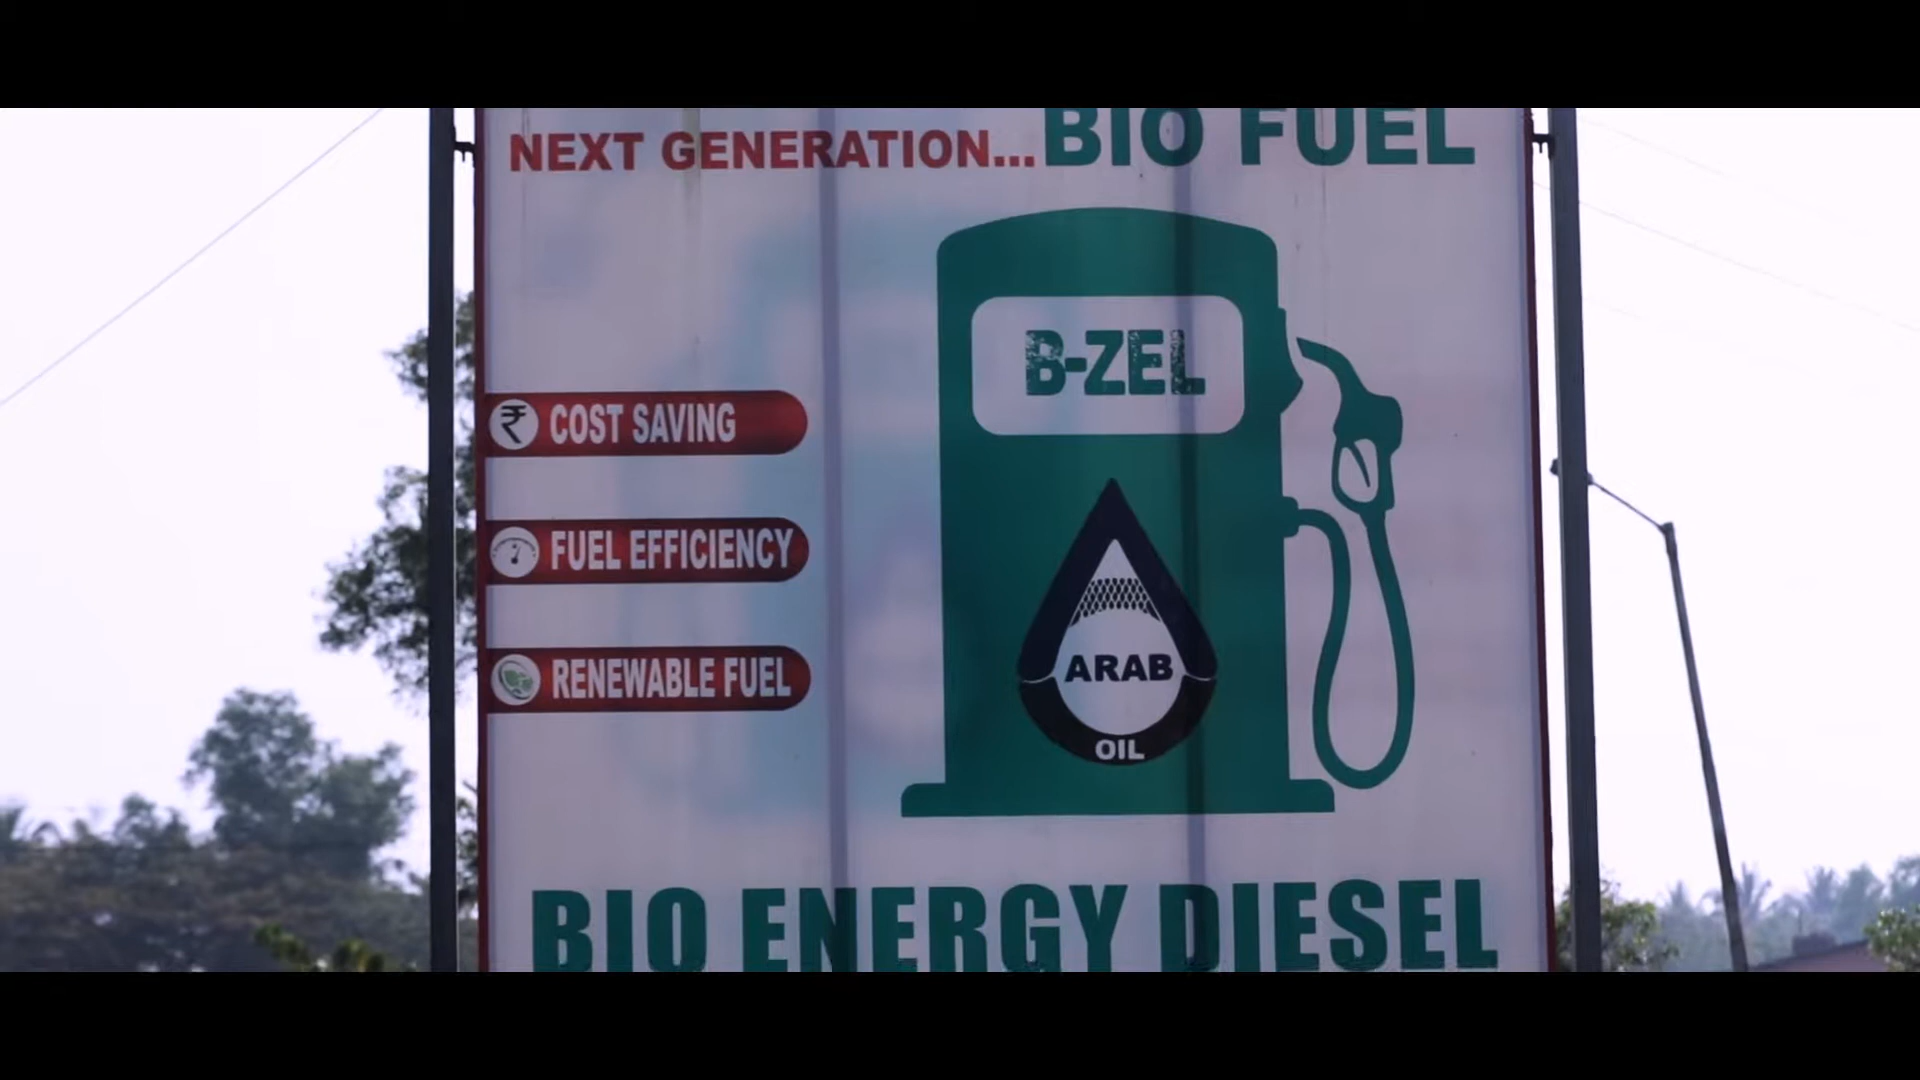 NEXT GENERATION... BIO FUEL
B-ZEL
₹ COST SAVING
FUEL EFFICIENCY
RENEWABLE FUEL
ARAB
OIL
BIO ENERGY DIESEL